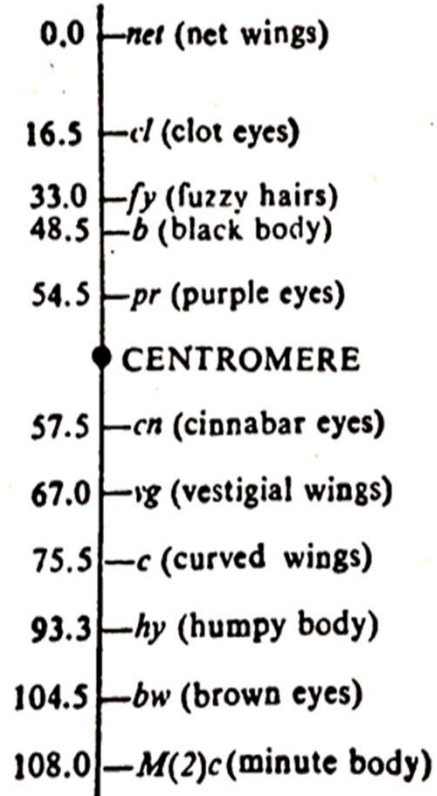 0.0 net (net wings)
16.5 cl (clot eyes)
33.0 fy (fuzzy hairs)
48.5 b (black body)
54.5 pr (purple eyes)
CENTROMERE
57.5 cn (cinnabar eyes)
67.0 vg (vestigial wings)
75.5 c (curved wings)
93.3 hy (humpy body)
104.5 bw (brown eyes)
108.0 M(2)c (minute body)